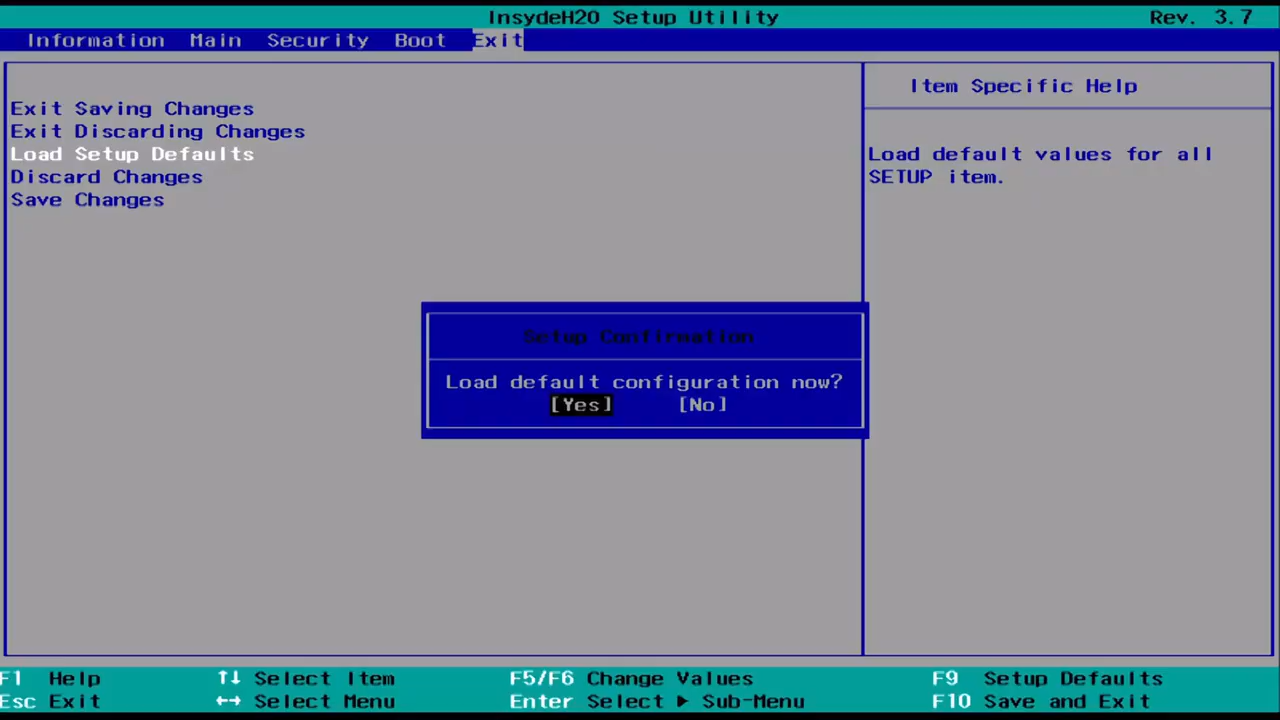 InsydeH20 Setup Utility Rev. 3.7
Information Main Security Boot Exit
Item Specific Help
Exit Saving Changes
Exit Discarding Changes
Load Setup Defaults
Discard Changes
Save Changes
Load default values for all
SETUP item.
Setup Confirmation
Load default configuration now?
[Yes] [No]
F1 Help ↑↓ Select Item F5/F6 Change Values F9 Setup Defaults
Esc Exit ←→ Select Menu Enter Select ▶ Sub-Menu F10 Save and Exit